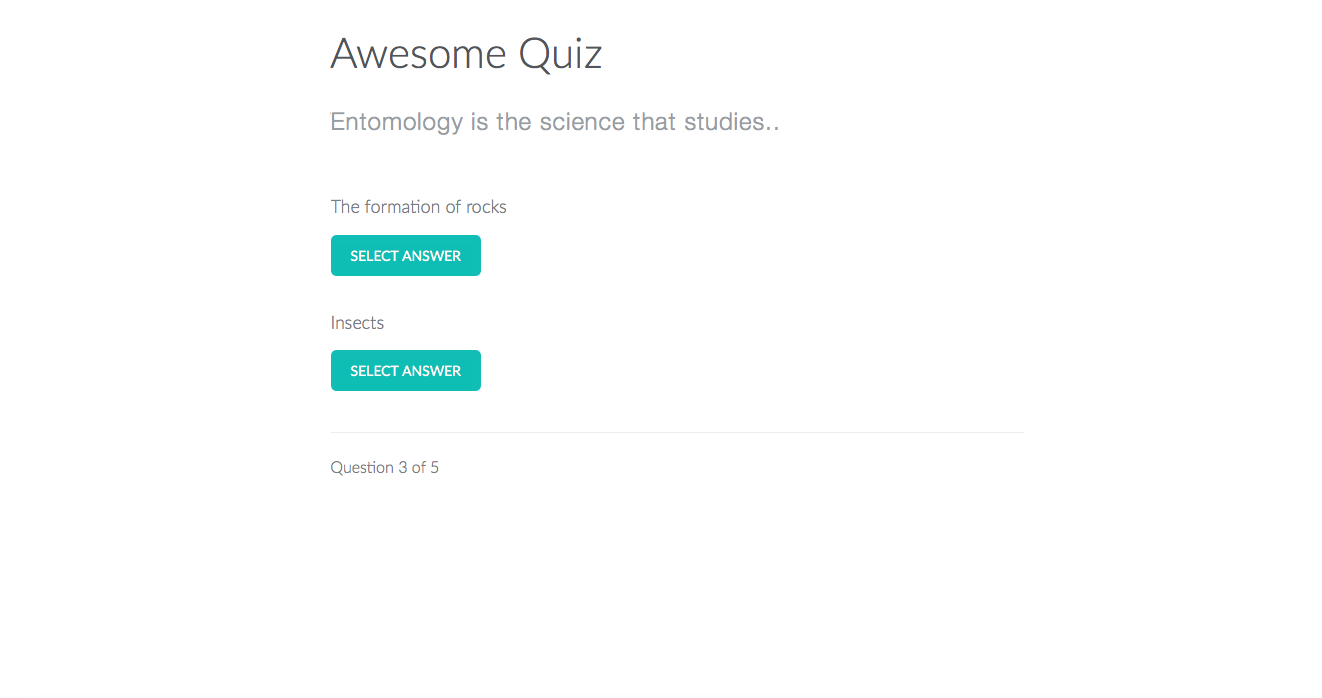 Awesome Quiz
Entomology is the science that studies..
The formation of rocks
SELECT ANSWER
Insects
SELECT ANSWER
Question 3 of 5